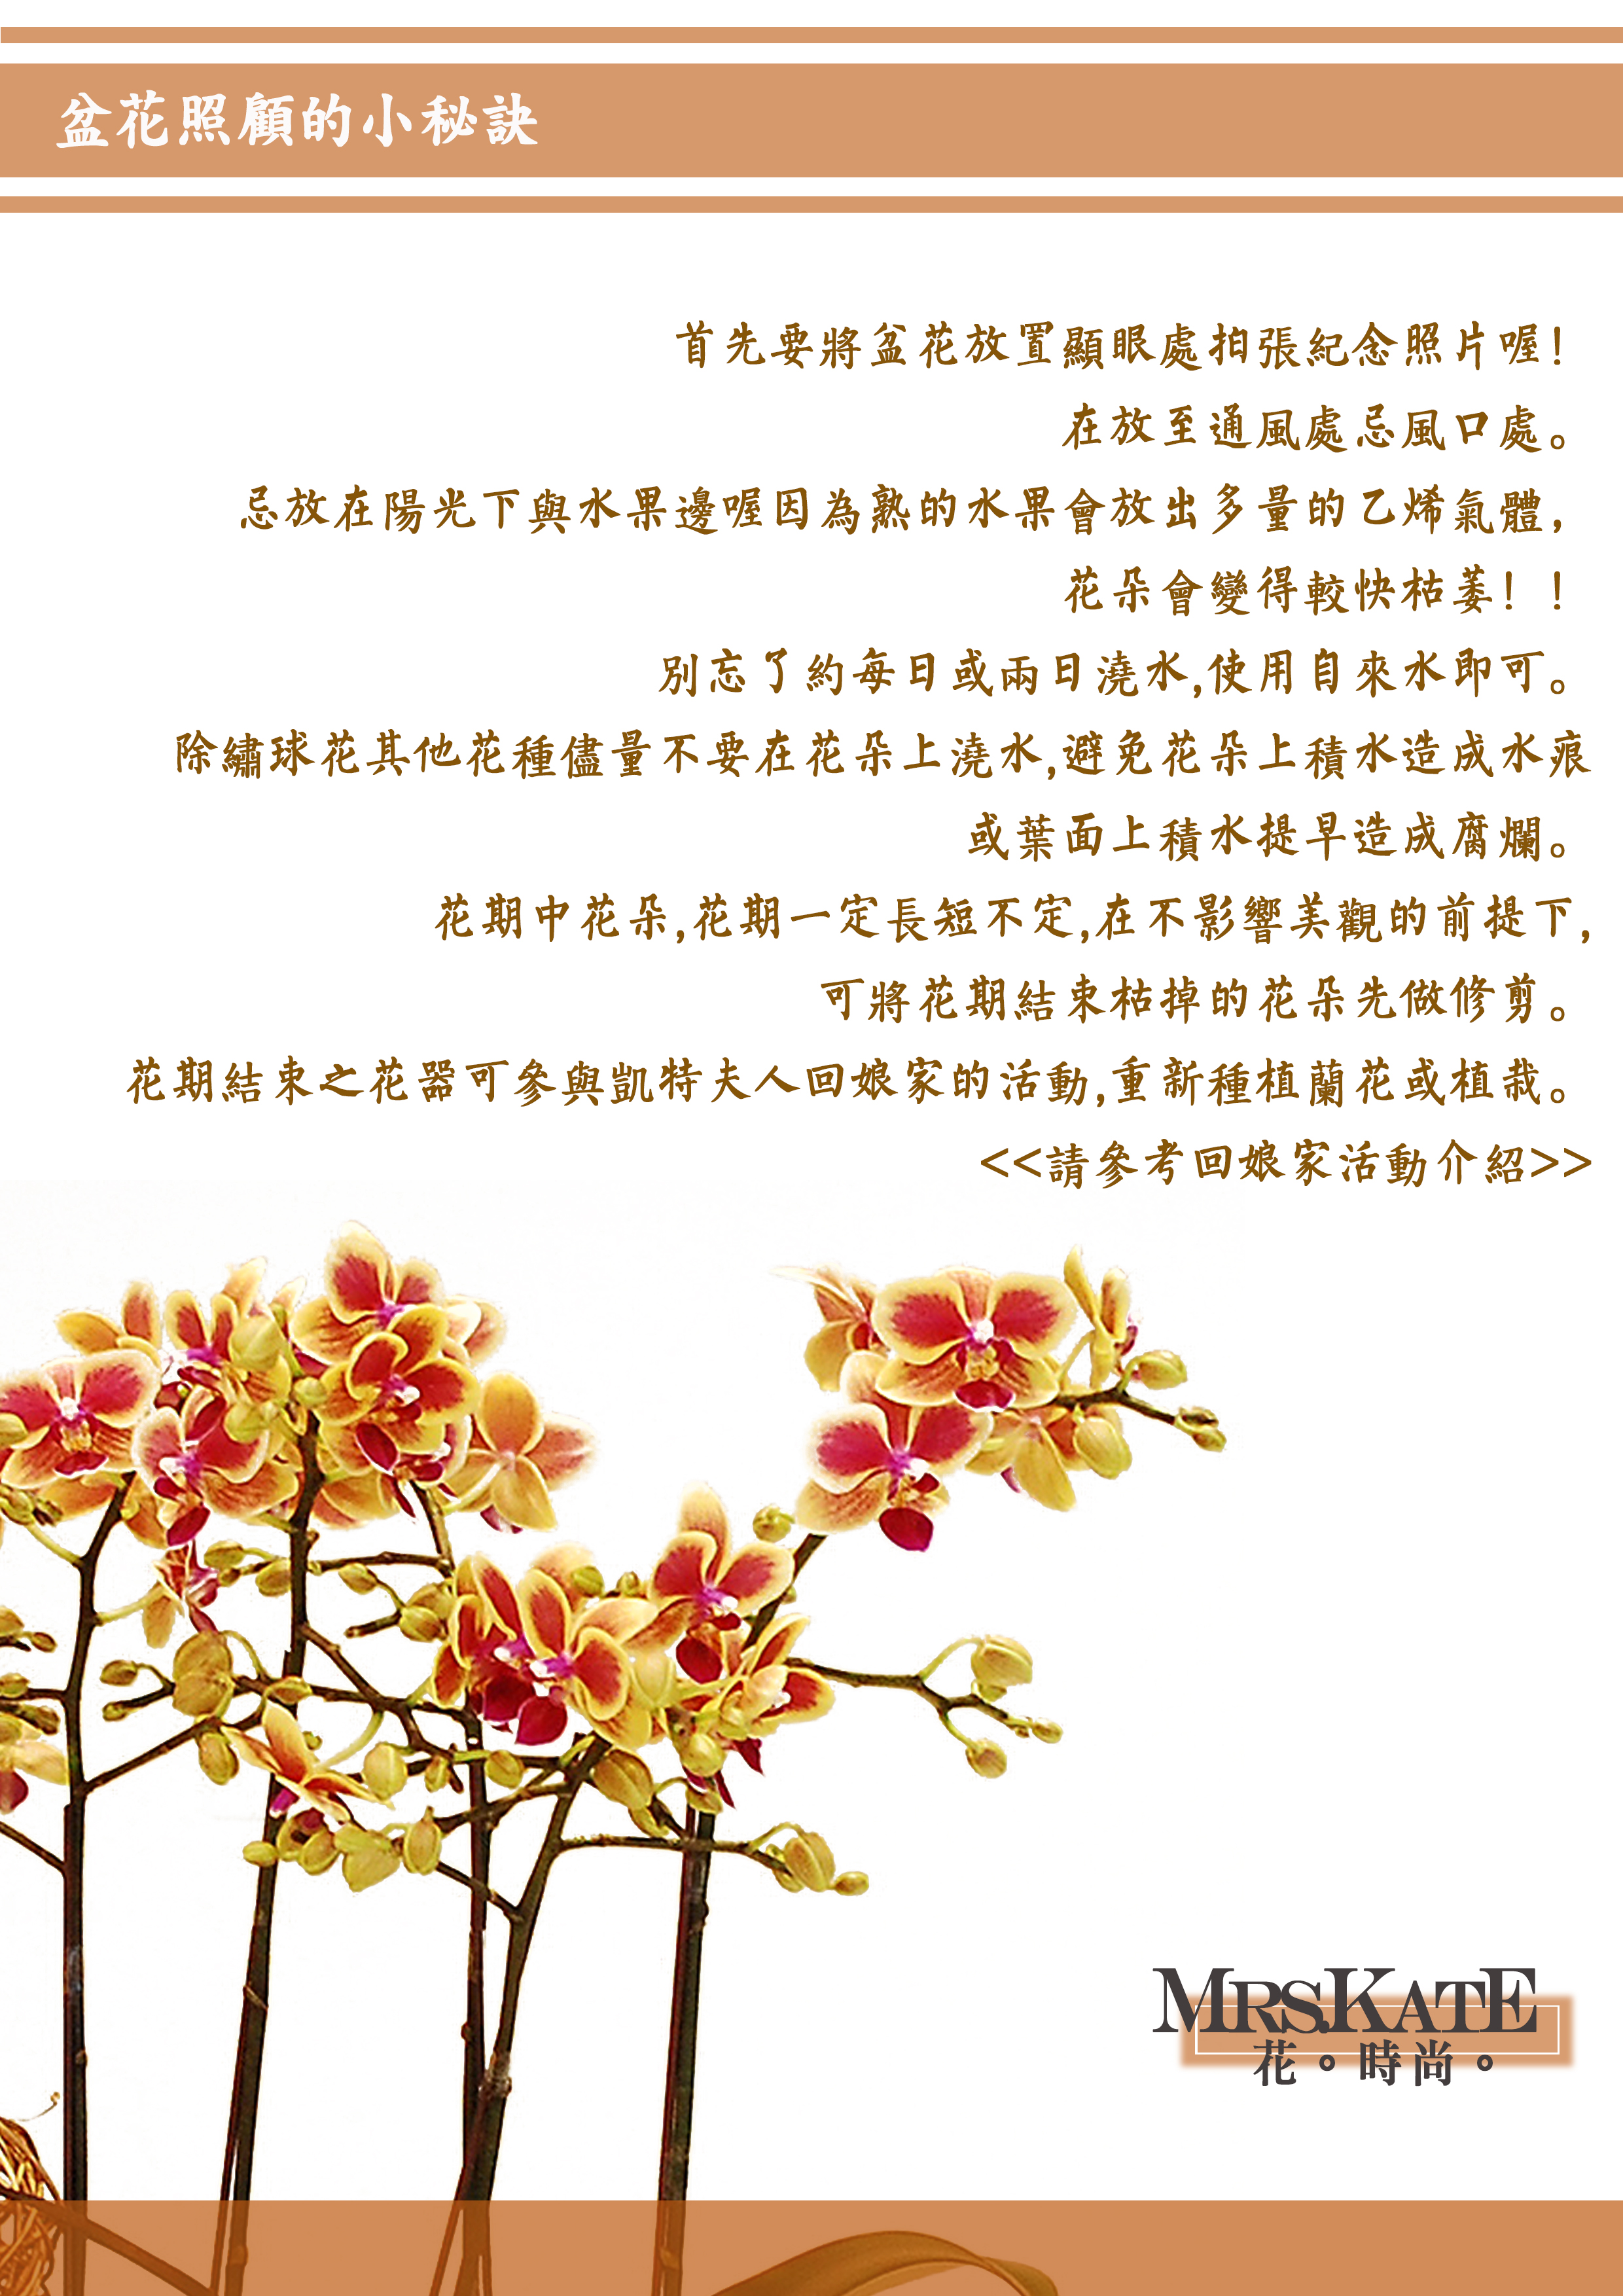 盆花照顧的小秘訣
首先要將盆花放置顯眼處拍張紀念照片喔！
在放至通風處忌風口處。
忌放在陽光下與水果邊喔因為熟的水果會放出多量的乙烯氣體，
花朵會變得較快枯萎！！
別忘了約每日或兩日澆水,使用自來水即可。
除繡球花其他花種儘量不要在花朵上澆水,避免花朵上積水造成水痕
或葉面上積水提早造成腐爛。
花期中花朵,花期一定長短不定,在不影響美觀的前提下,
可將花期結束枯掉的花朵先做修剪。
花期結束之花器可參與凱特夫人回娘家的活動,重新種植蘭花或植栽。
<<請參考回娘家活動介紹>>
MRS.KATE
花。時尚。